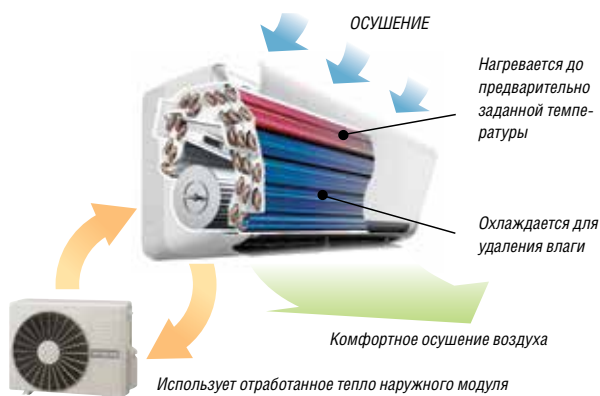 ОСУШЕНИЕ
Нагревается до
предварительно
заданной темпе-
ратуры
Охлаждается для
удаления влаги
Комфортное осушение воздуха
Использует отработанное тепло наружного модуля